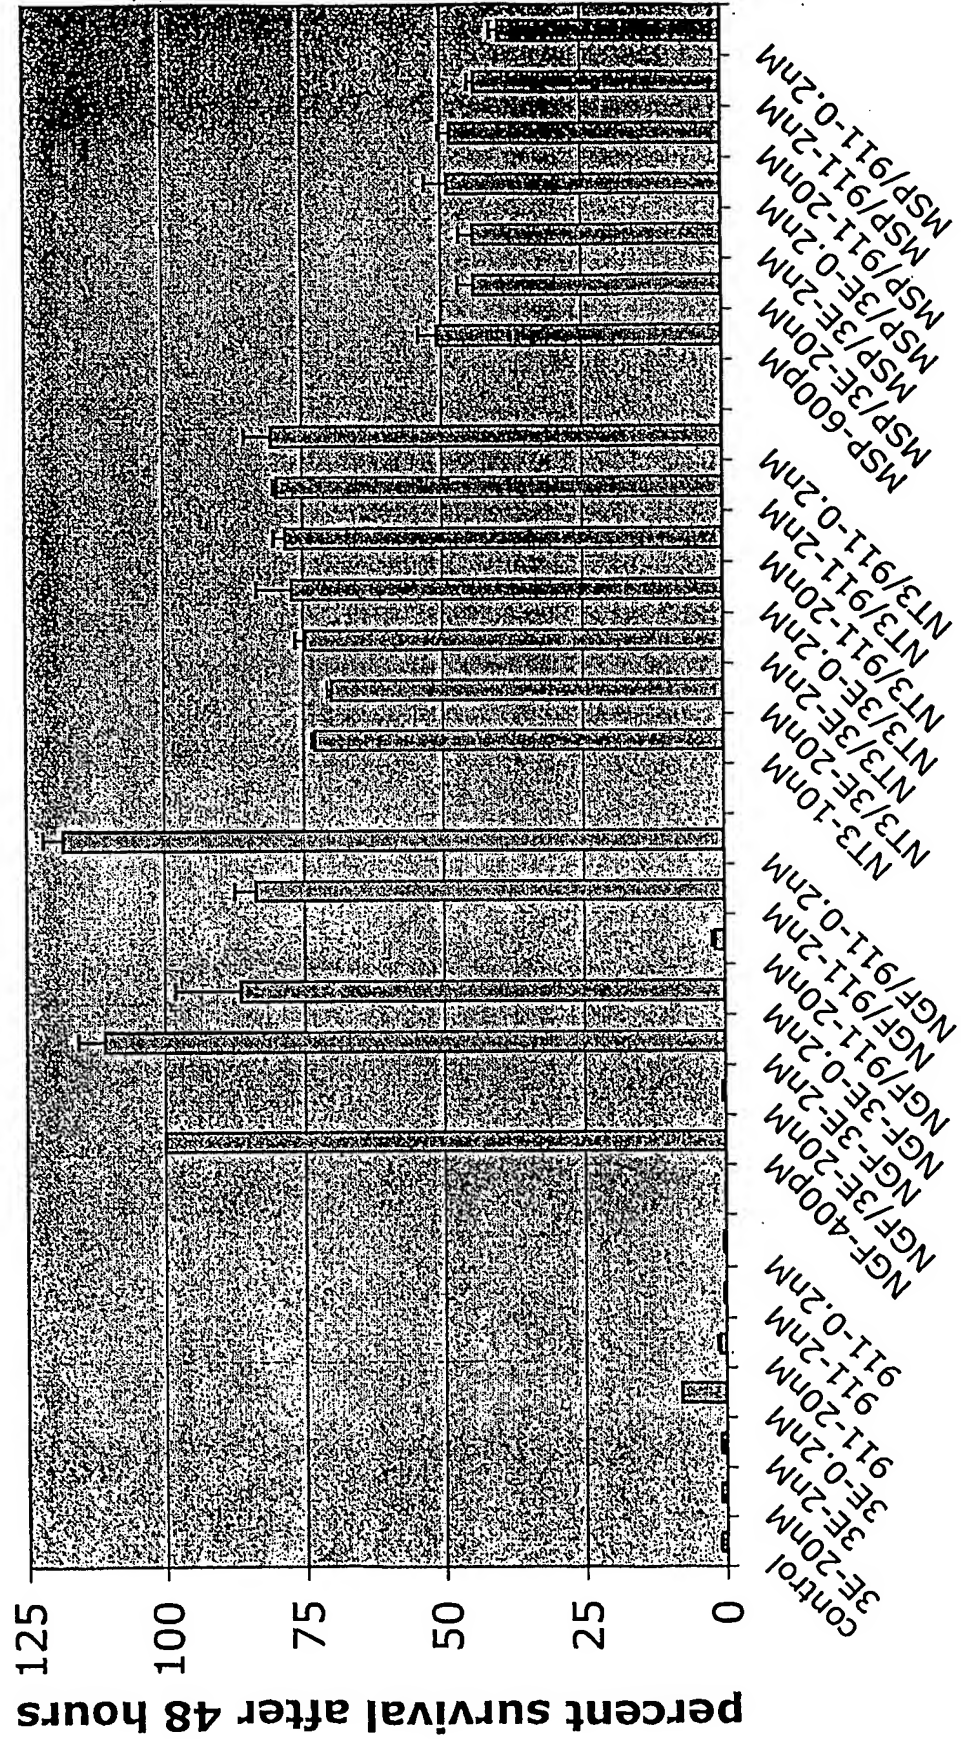 percent survival after 48 hours
125
100
75
50
25
0
control
3E-20nM
3E-2nM
3E-0.2nM
911-20nM
911-2nM
911-0.2nM
NGF-400pM
NGF/3E-20nM
NGF-3E-2nM
NGF-3E-0.2nM
NGF/911-20nM
NGF/911-2nM
NGF/911-0.2nM
NT3-10nM
NT3/3E-20nM
NT3/3E-2nM
NT3/3E-0.2nM
NT3/911-20nM
NT3/911-2nM
NT3/911-0.2nM
MSP-600pM
MSP/3E-20nM
MSP/3E-2nM
MSP/3E-0.2nM
MSP/911-20nM
MSP/911-2nM
MSP/911-0.2nM